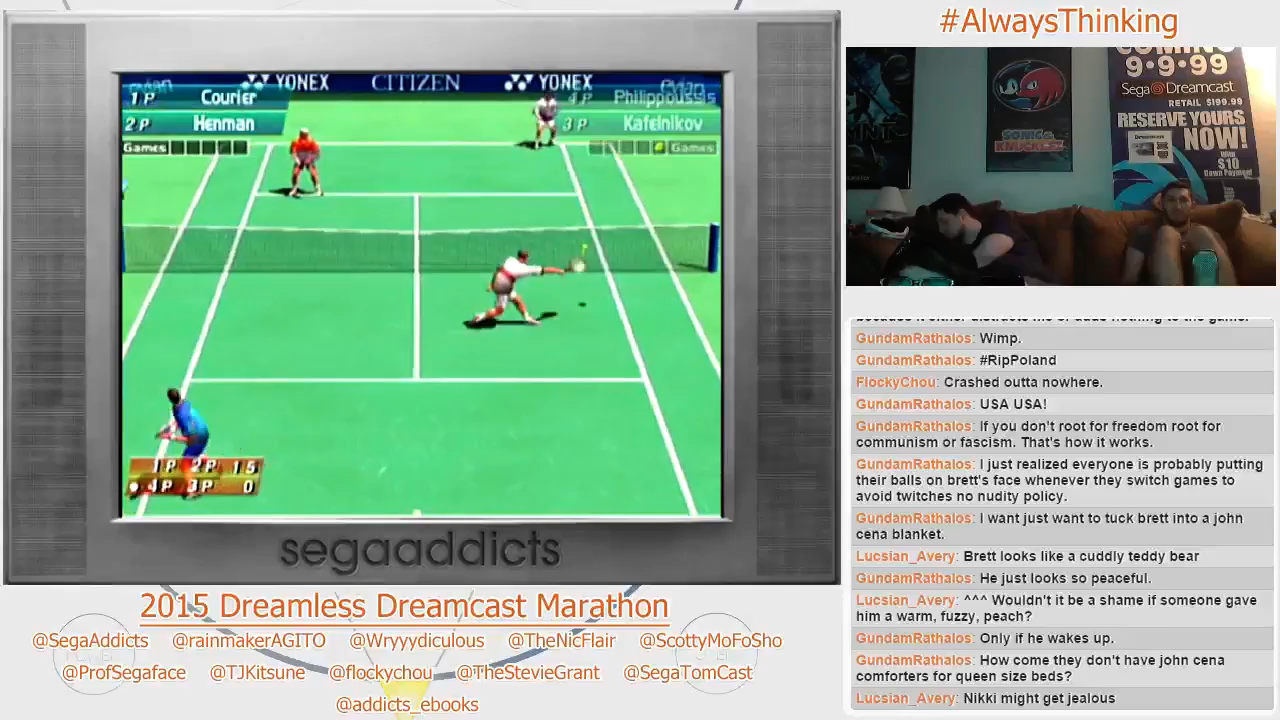 #AlwaysThinking
YONEX CITIZEN YONEX
1P Courier
4P Philippoussis
2P Henman
3P Kafelnikov
Games
Games
1P 2P 15
4P 3P 0
segaaddicts
SONIC &
KNUCKLES
COMING
9·9·99
Sega Dreamcast
RETAIL $199.99
RESERVE YOURS
NOW!
With
$10
Down Payment
GundamRathalos: Wimp.
GundamRathalos: #RipPoland
FlockyChou: Crashed outta nowhere.
GundamRathalos: USA USA!
GundamRathalos: If you don't root for freedom root for
communism or fascism. That's how it works.
GundamRathalos: I just realized everyone is probably putting
their balls on brett's face whenever they switch games to
avoid twitches no nudity policy.
GundamRathalos: I want just want to tuck brett into a john
cena blanket.
Lucsian_Avery: Brett looks like a cuddly teddy bear
GundamRathalos: He just looks so peaceful.
Lucsian_Avery: ^^^ Wouldn't it be a shame if someone gave
him a warm, fuzzy, peach?
GundamRathalos: Only if he wakes up.
GundamRathalos: How come they don't have john cena
comforters for queen size beds?
Lucsian_Avery: Nikki might get jealous
2015 Dreamless Dreamcast Marathon
@SegaAddicts @rainmakerAGITO @Wryyydiculous @TheNicFlair @ScottyMoFoSho
@ProfSegaface @TJKitsune @flockychou @TheStevieGrant @SegaTomCast
@addicts_ebooks